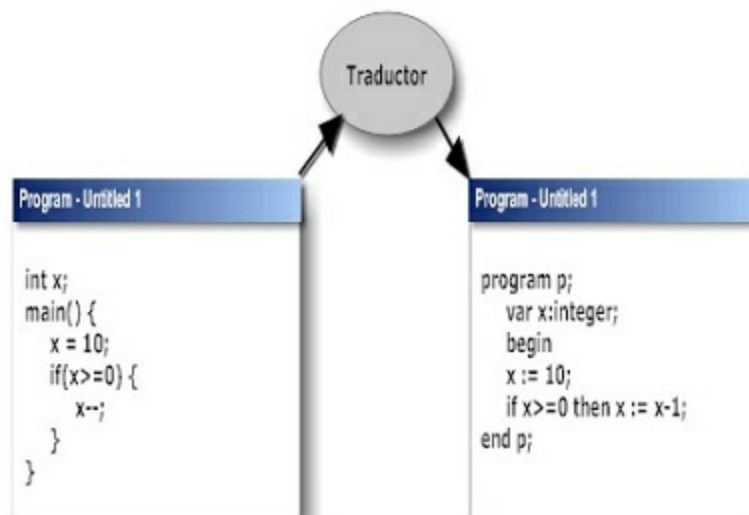 Traductor
Program - Untitled 1
int x;
main() {
x = 10;
if(x>=0) {
x--;
}
}
Program - Untitled 1
program p;
var x:integer;
begin
x := 10;
if x>=0 then x := x-1;
end p;